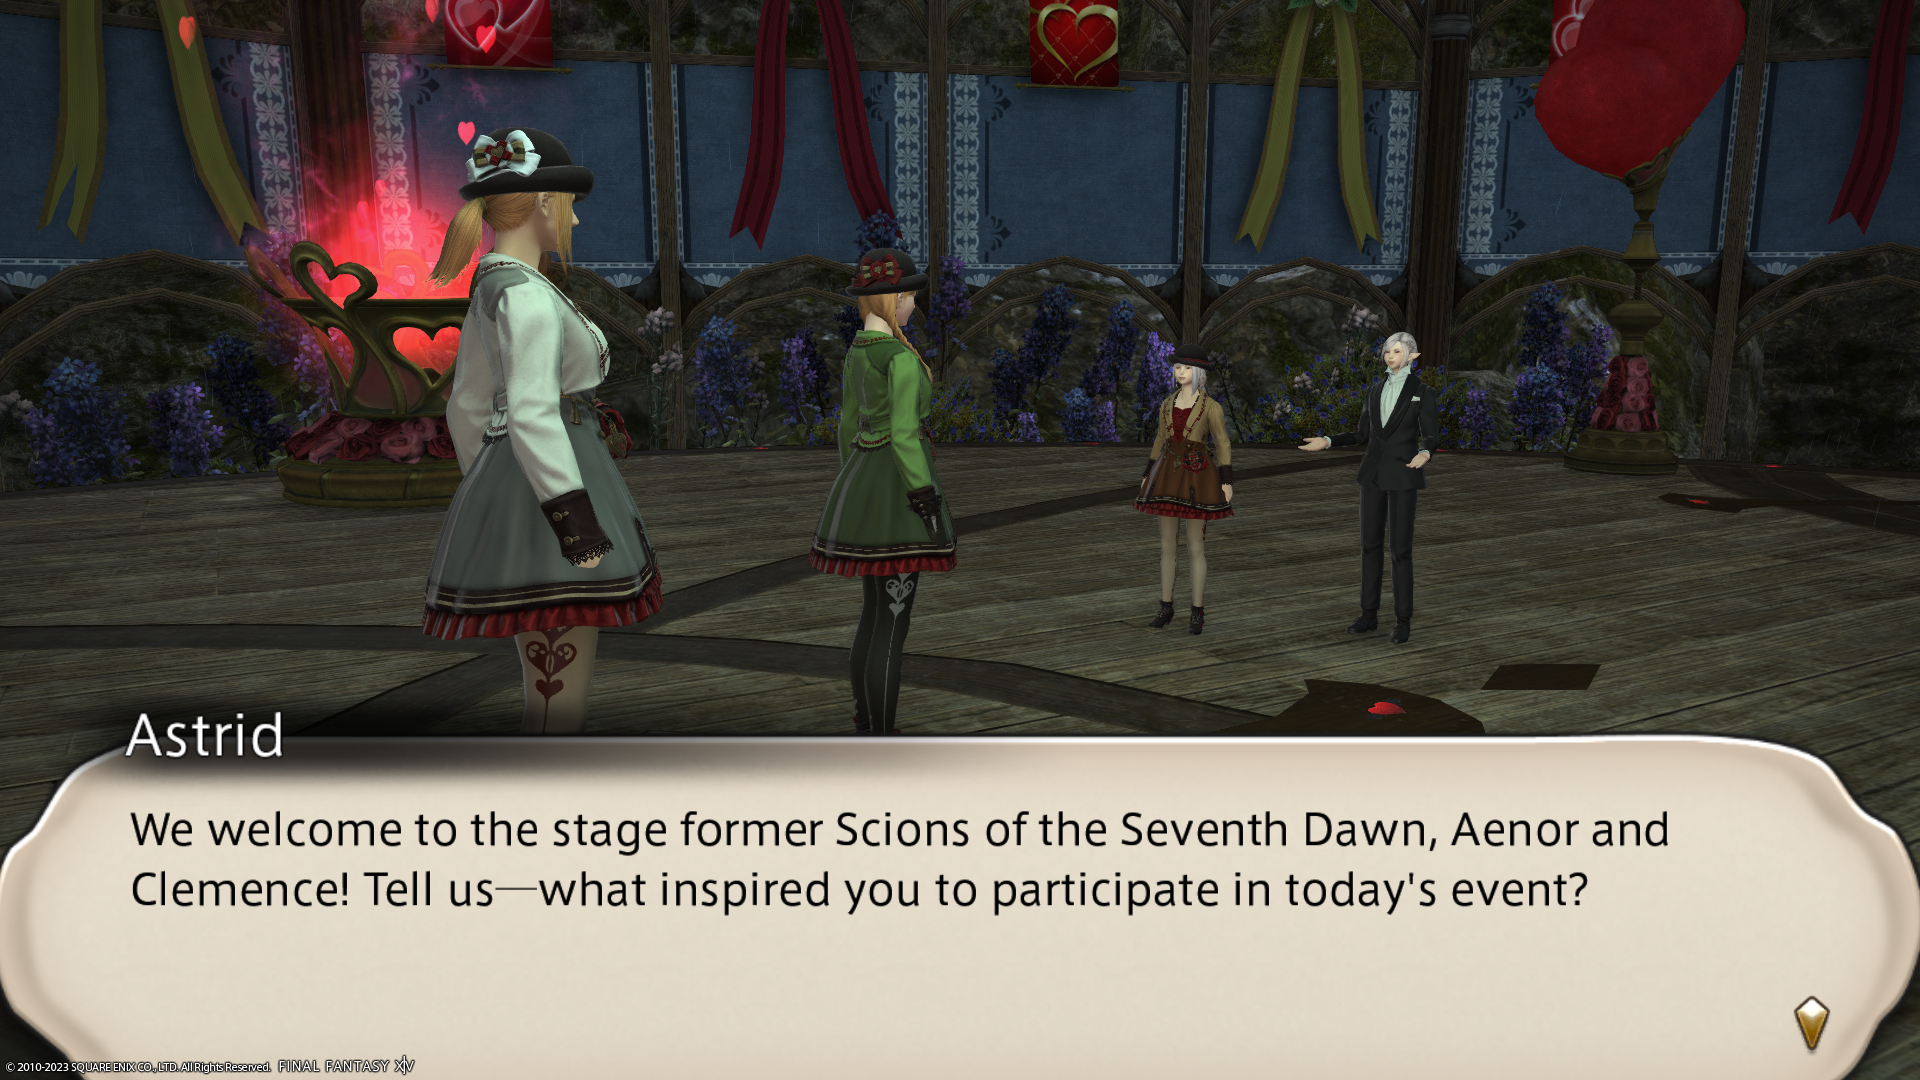 Astrid
We welcome to the stage former Scions of the Seventh Dawn, Aenor and
Clemence! Tell us—what inspired you to participate in today's event?
© 2010-2023 SQUARE ENIX CO., LTD. All Rights Reserved. FINAL FANTASY XIV